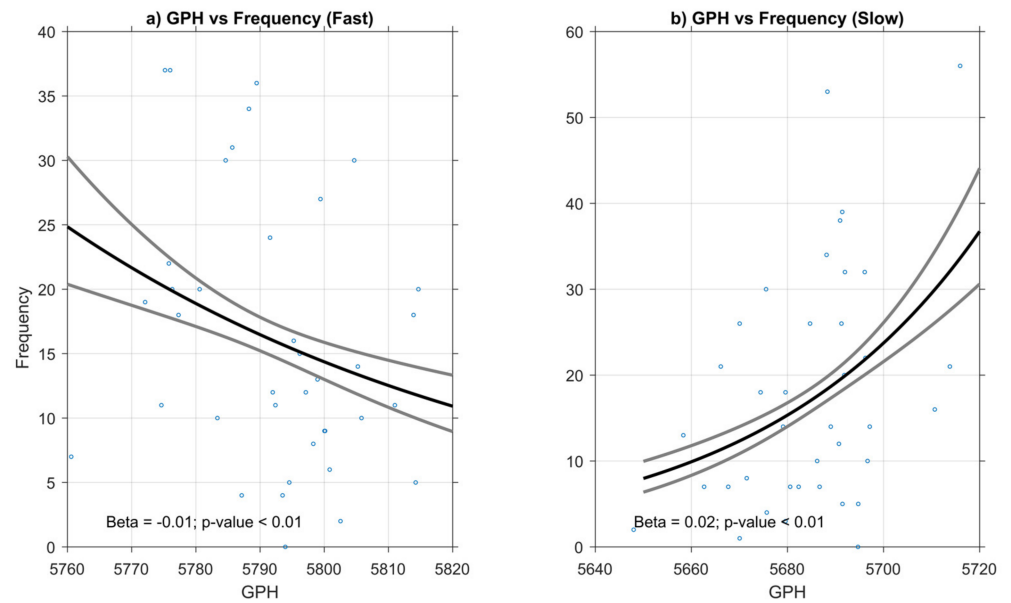 a) GPH vs Frequency (Fast)
40
35
30
25
20
15
10
5
0
Frequency
Beta = -0.01; p-value < 0.01
5760 5770 5780 5790 5800 5810 5820
GPH
b) GPH vs Frequency (Slow)
60
50
40
30
20
10
0
Beta = 0.02; p-value < 0.01
5640 5660 5680 5700 5720
GPH